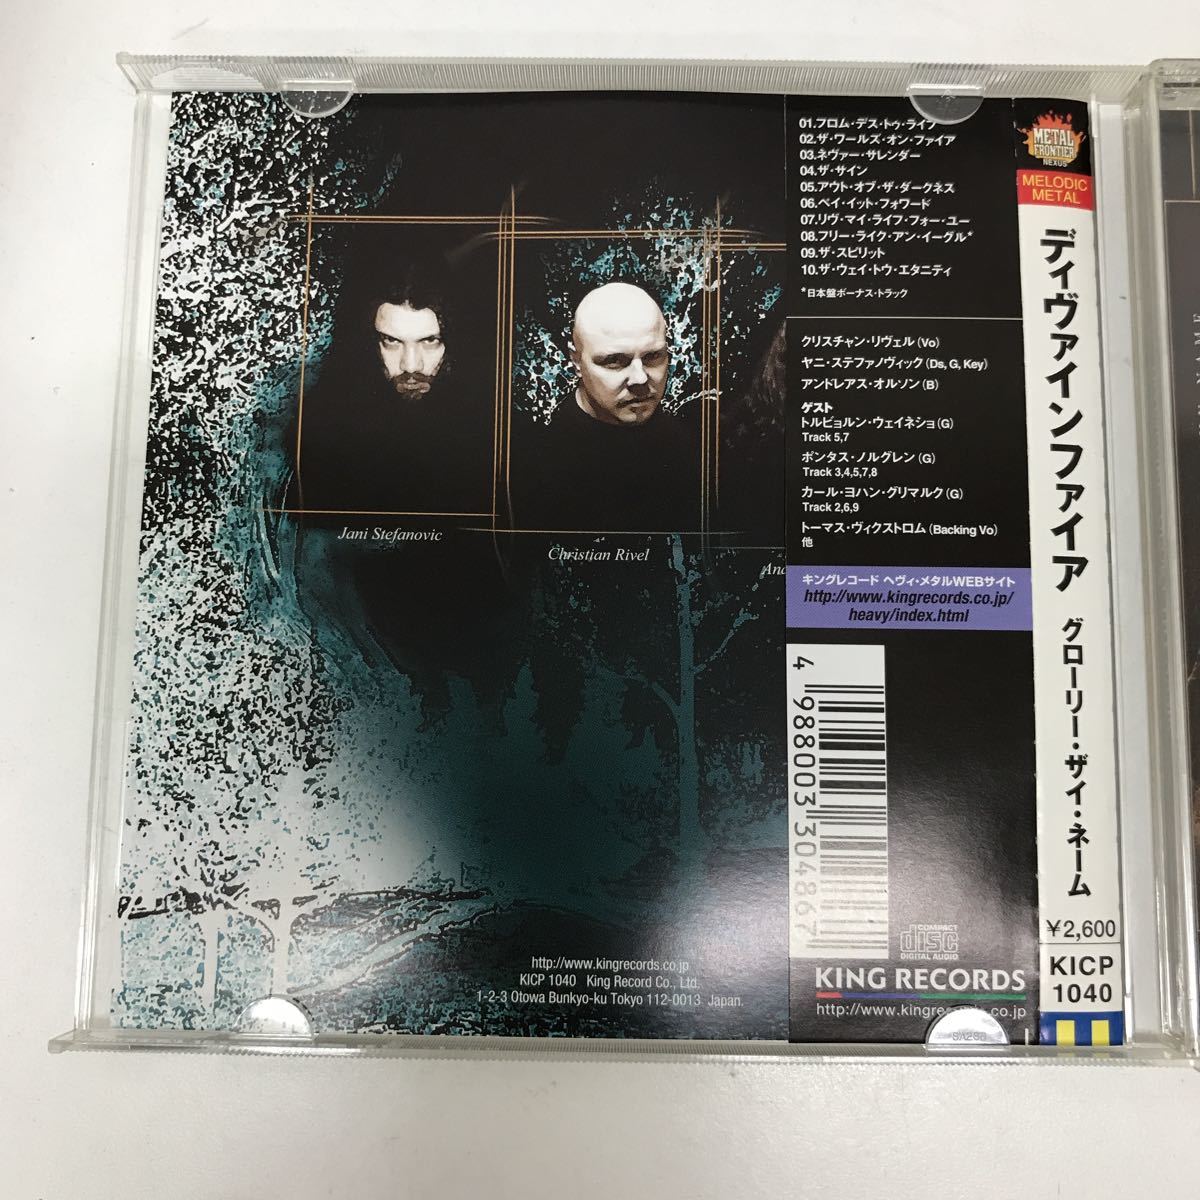 01.フロム・デス・トゥ・ライフ
02.ザ・ワールズ・オン・ファイア
03.ネヴァー・サレンダー
04.ザ・サイン
05.アウト・オブ・ザ・ダークネス
06.ペイ・イット・フォワード
07.リヴ・マイ・ライフ・フォー・ユー
08.フリー・ライク・アン・イーグル*
09.ザ・スピリット
10.ザ・ウェイ・トゥ・エタニティ
*日本盤ボーナス・トラック
クリスチャン・リヴェル(Vo)
ヤニ・ステファノヴィック(Ds, G, Key)
アンドレアス・オルソン(B)
ゲスト
トルビョルン・ウェイネショ(G)
Track 5,7
ポンタス・ノルグレン(G)
Track 3,4,5,7,8
カール・ヨハン・グリマルク(G)
Track 2,6,9
トーマス・ヴィクストロム(Backing Vo)
他
キングレコード ヘヴィ・メタルWEBサイト
http://www.kingrecords.co.jp/
heavy/index.html
4 988003 304867
COMPACT
disc
DIGITAL AUDIO
KING RECORDS
http://www.kingrecords.co.jp
METAL
FRONTIER
NEXUS
MELODIC
METAL
ディヴァインファイア グローリー・ザイ・ネーム
¥2,600
KICP
1040
Jani Stefanovic
Christian Rivel
And
http://www.kingrecords.co.jp
KICP 1040 King Record Co., Ltd.
1-2-3 Otowa Bunkyo-ku Tokyo 112-0013 Japan.